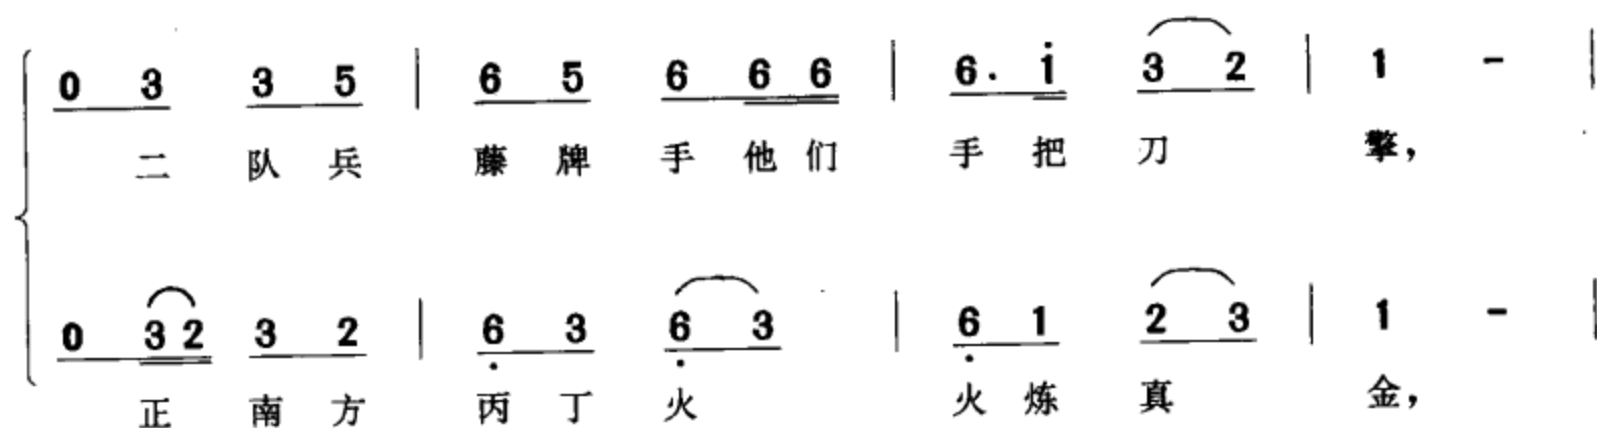 0 3 3 5 | 6 5 6 6 6 | 6 · i 3 2 | 1 - |
二队兵 藤牌手他们 手把刀 擎，
0 3 2 3 2 | 6 3 6 3 | 6 1 2 3 | 1 - |
正南方 丙丁火 火炼真 金，